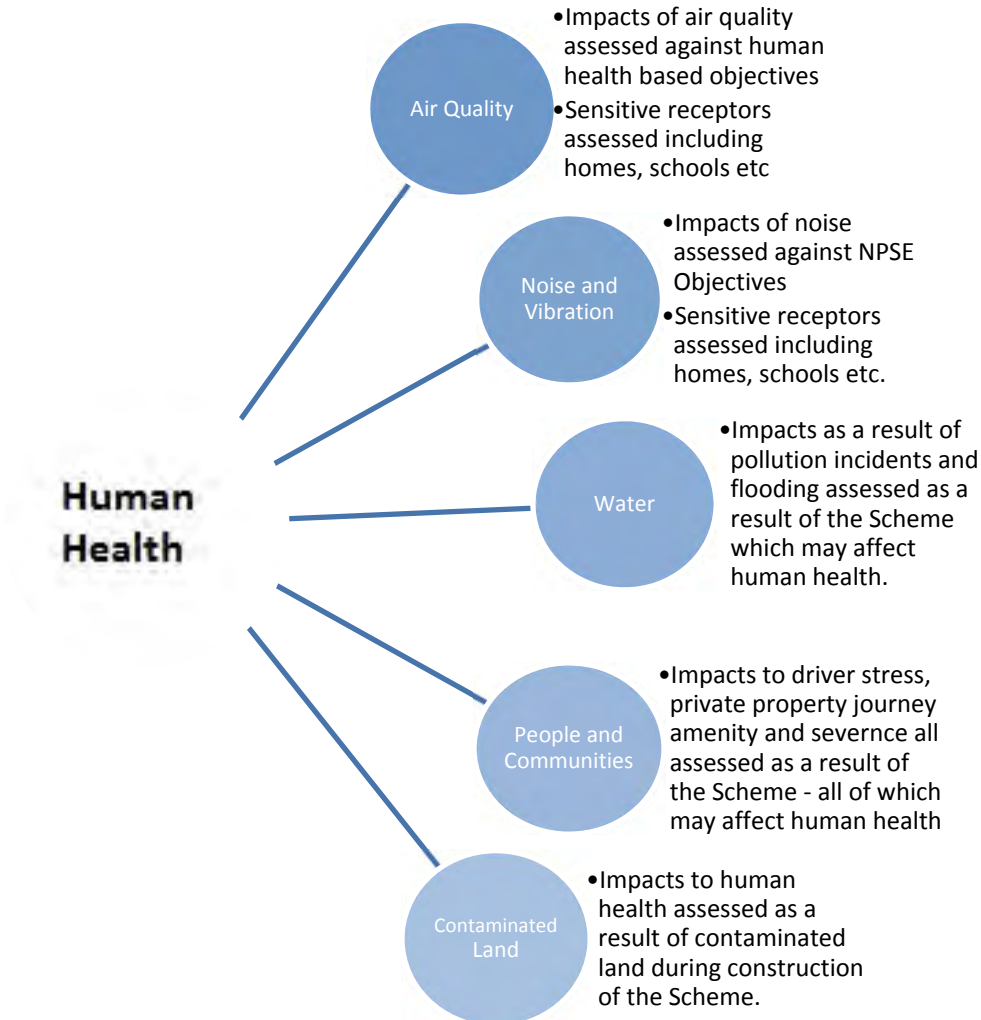 Human
Health
Air Quality
•Impacts of air quality
assessed against human
health based objectives
•Sensitive receptors
assessed including
homes, schools etc
Noise and
Vibration
•Impacts of noise
assessed against NPSE
Objectives
•Sensitive receptors
assessed including
homes, schools etc.
Water
•Impacts as a result of
pollution incidents and
flooding assessed as a
result of the Scheme
which may affect
human health.
People and
Communities
•Impacts to driver stress,
private property journey
amenity and severnce all
assessed as a result of
the Scheme - all of which
may affect human health
Contaminated
Land
•Impacts to human
health assessed as a
result of contaminated
land during construction
of the Scheme.